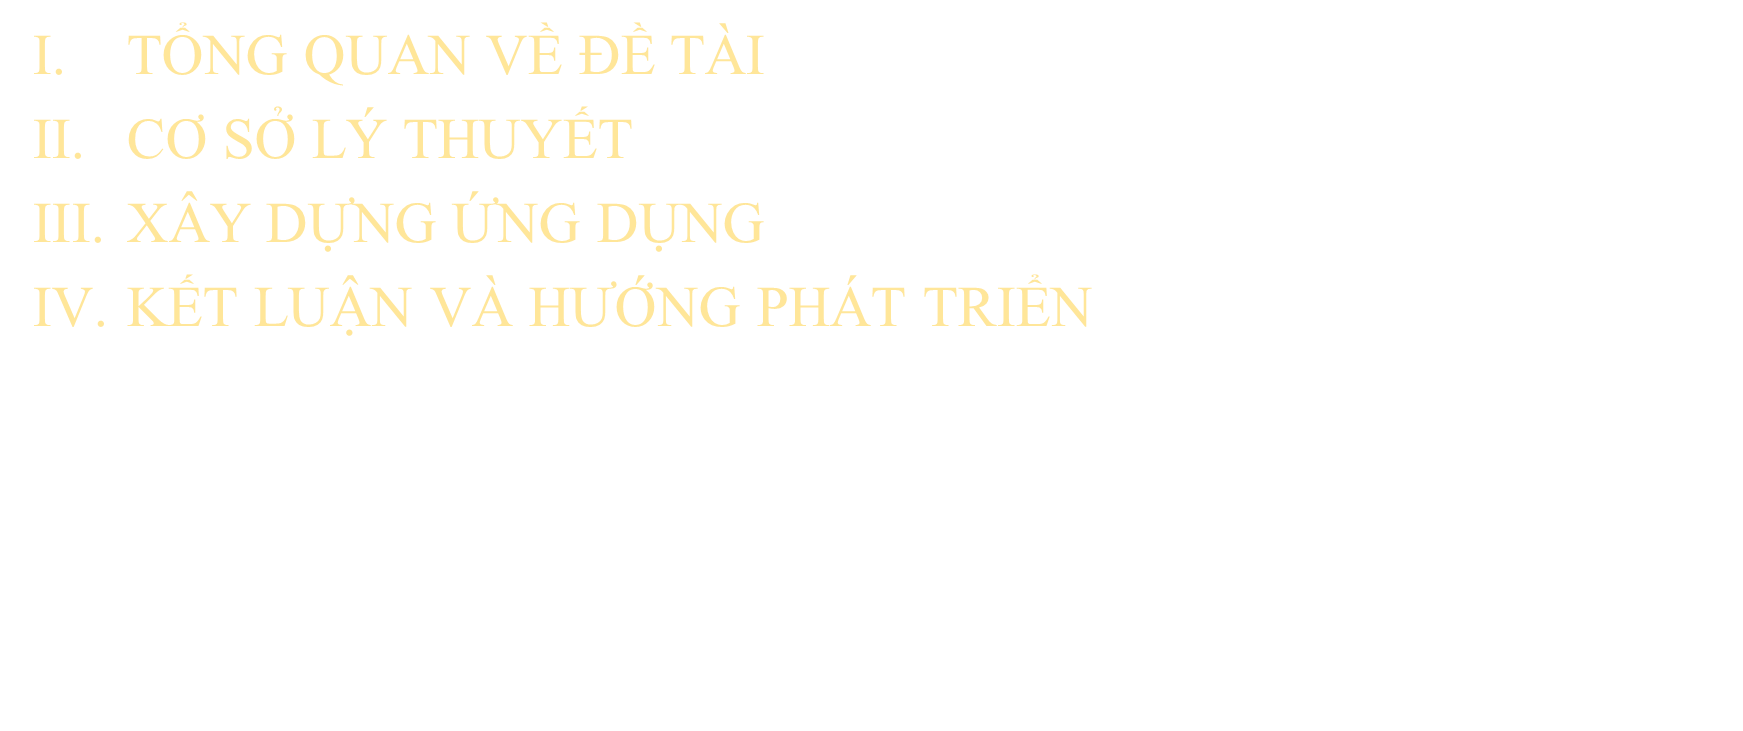 I. TỔNG QUAN VỀ ĐỀ TÀI
II. CƠ SỞ LÝ THUYẾT
III. XÂY DỰNG ỨNG DỤNG
IV. KẾT LUẬN VÀ HƯỚNG PHÁT TRIỂN